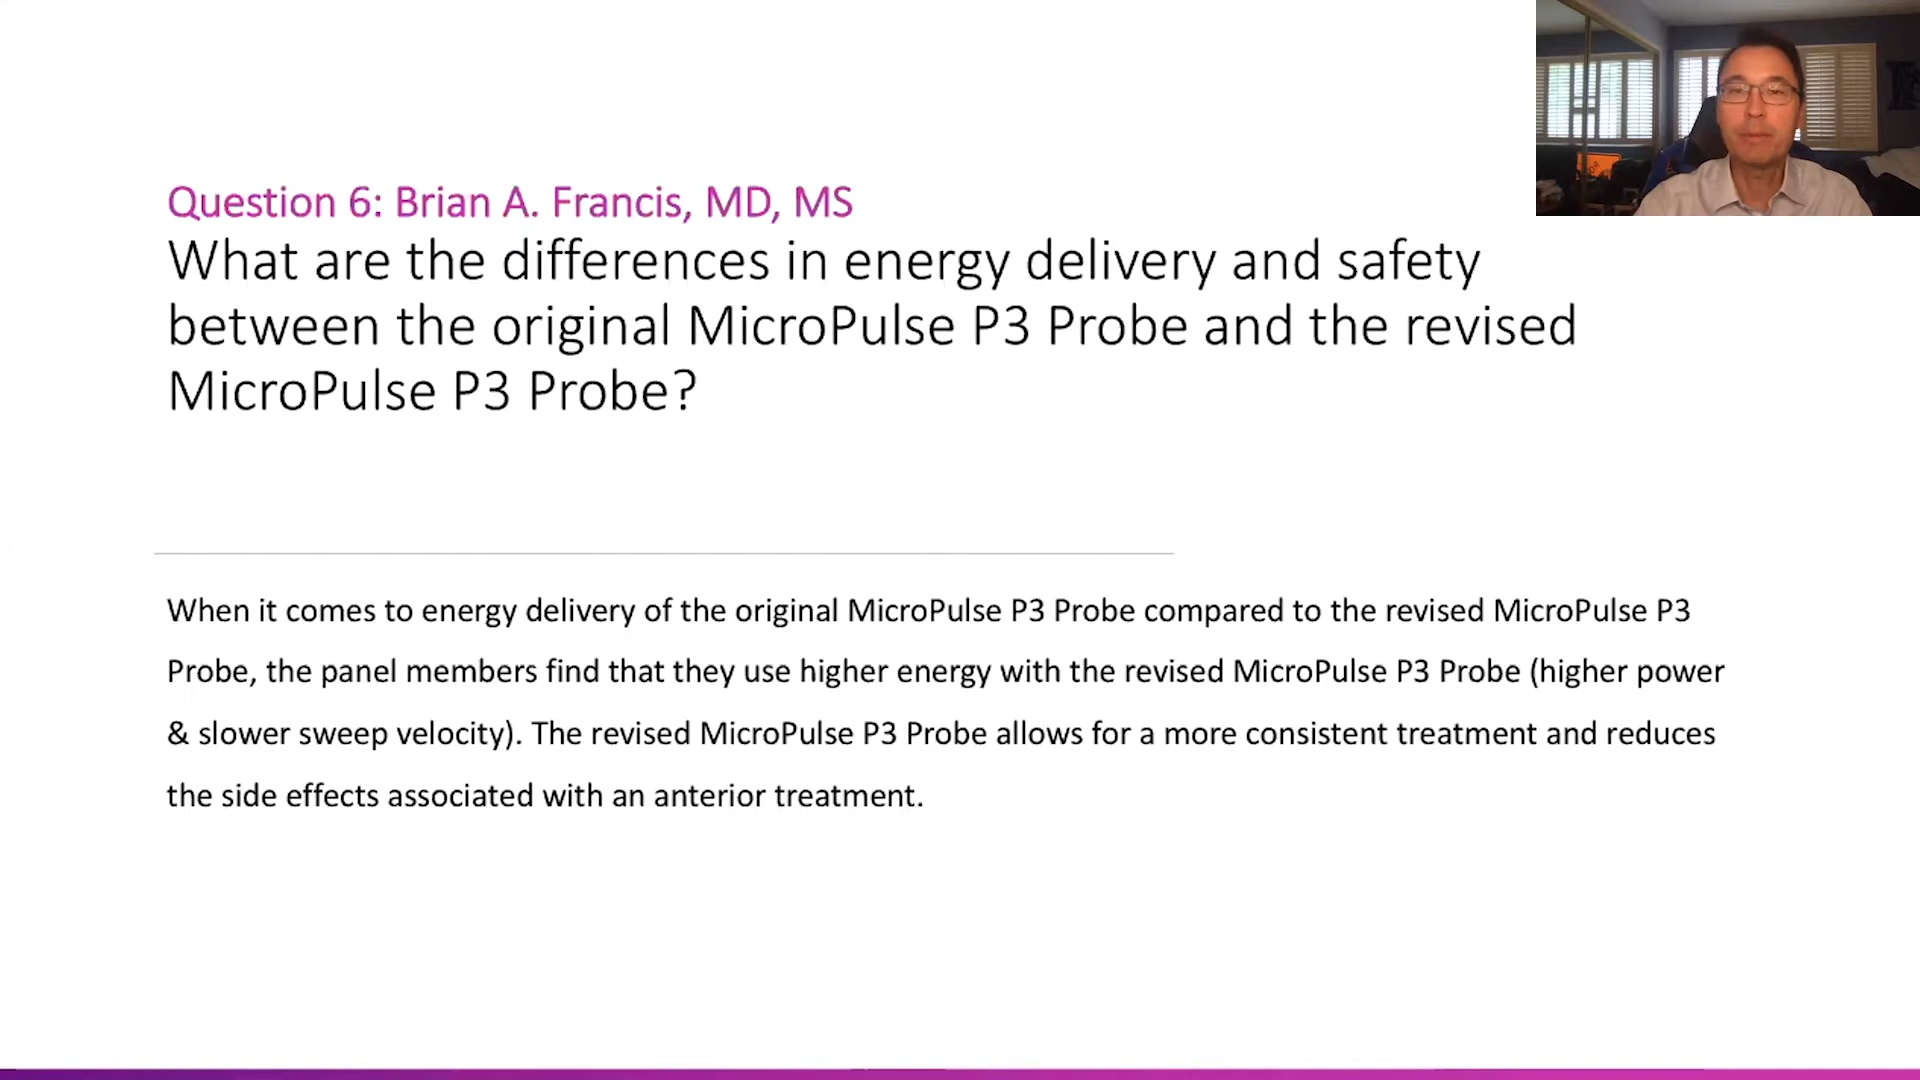 Question 6: Brian A. Francis, MD, MS
What are the differences in energy delivery and safety
between the original MicroPulse P3 Probe and the revised
MicroPulse P3 Probe?
When it comes to energy delivery of the original MicroPulse P3 Probe compared to the revised MicroPulse P3
Probe, the panel members find that they use higher energy with the revised MicroPulse P3 Probe (higher power
& slower sweep velocity). The revised MicroPulse P3 Probe allows for a more consistent treatment and reduces
the side effects associated with an anterior treatment.